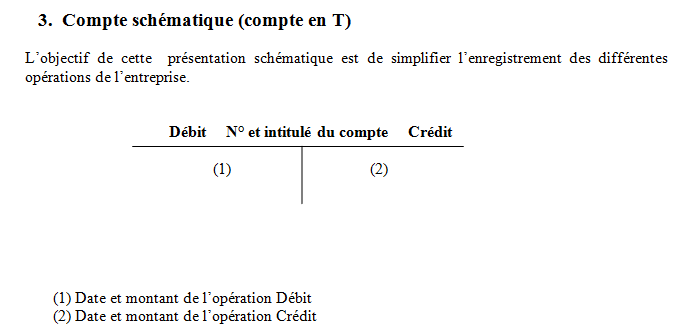 3. Compte schématique (compte en T)
L'objectif de cette présentation schématique est de simplifier l'enregistrement des différentes
opérations de l'entreprise.
Débit N° et intitulé du compte Crédit
(1) (2)
(1) Date et montant de l'opération Débit
(2) Date et montant de l'opération Crédit